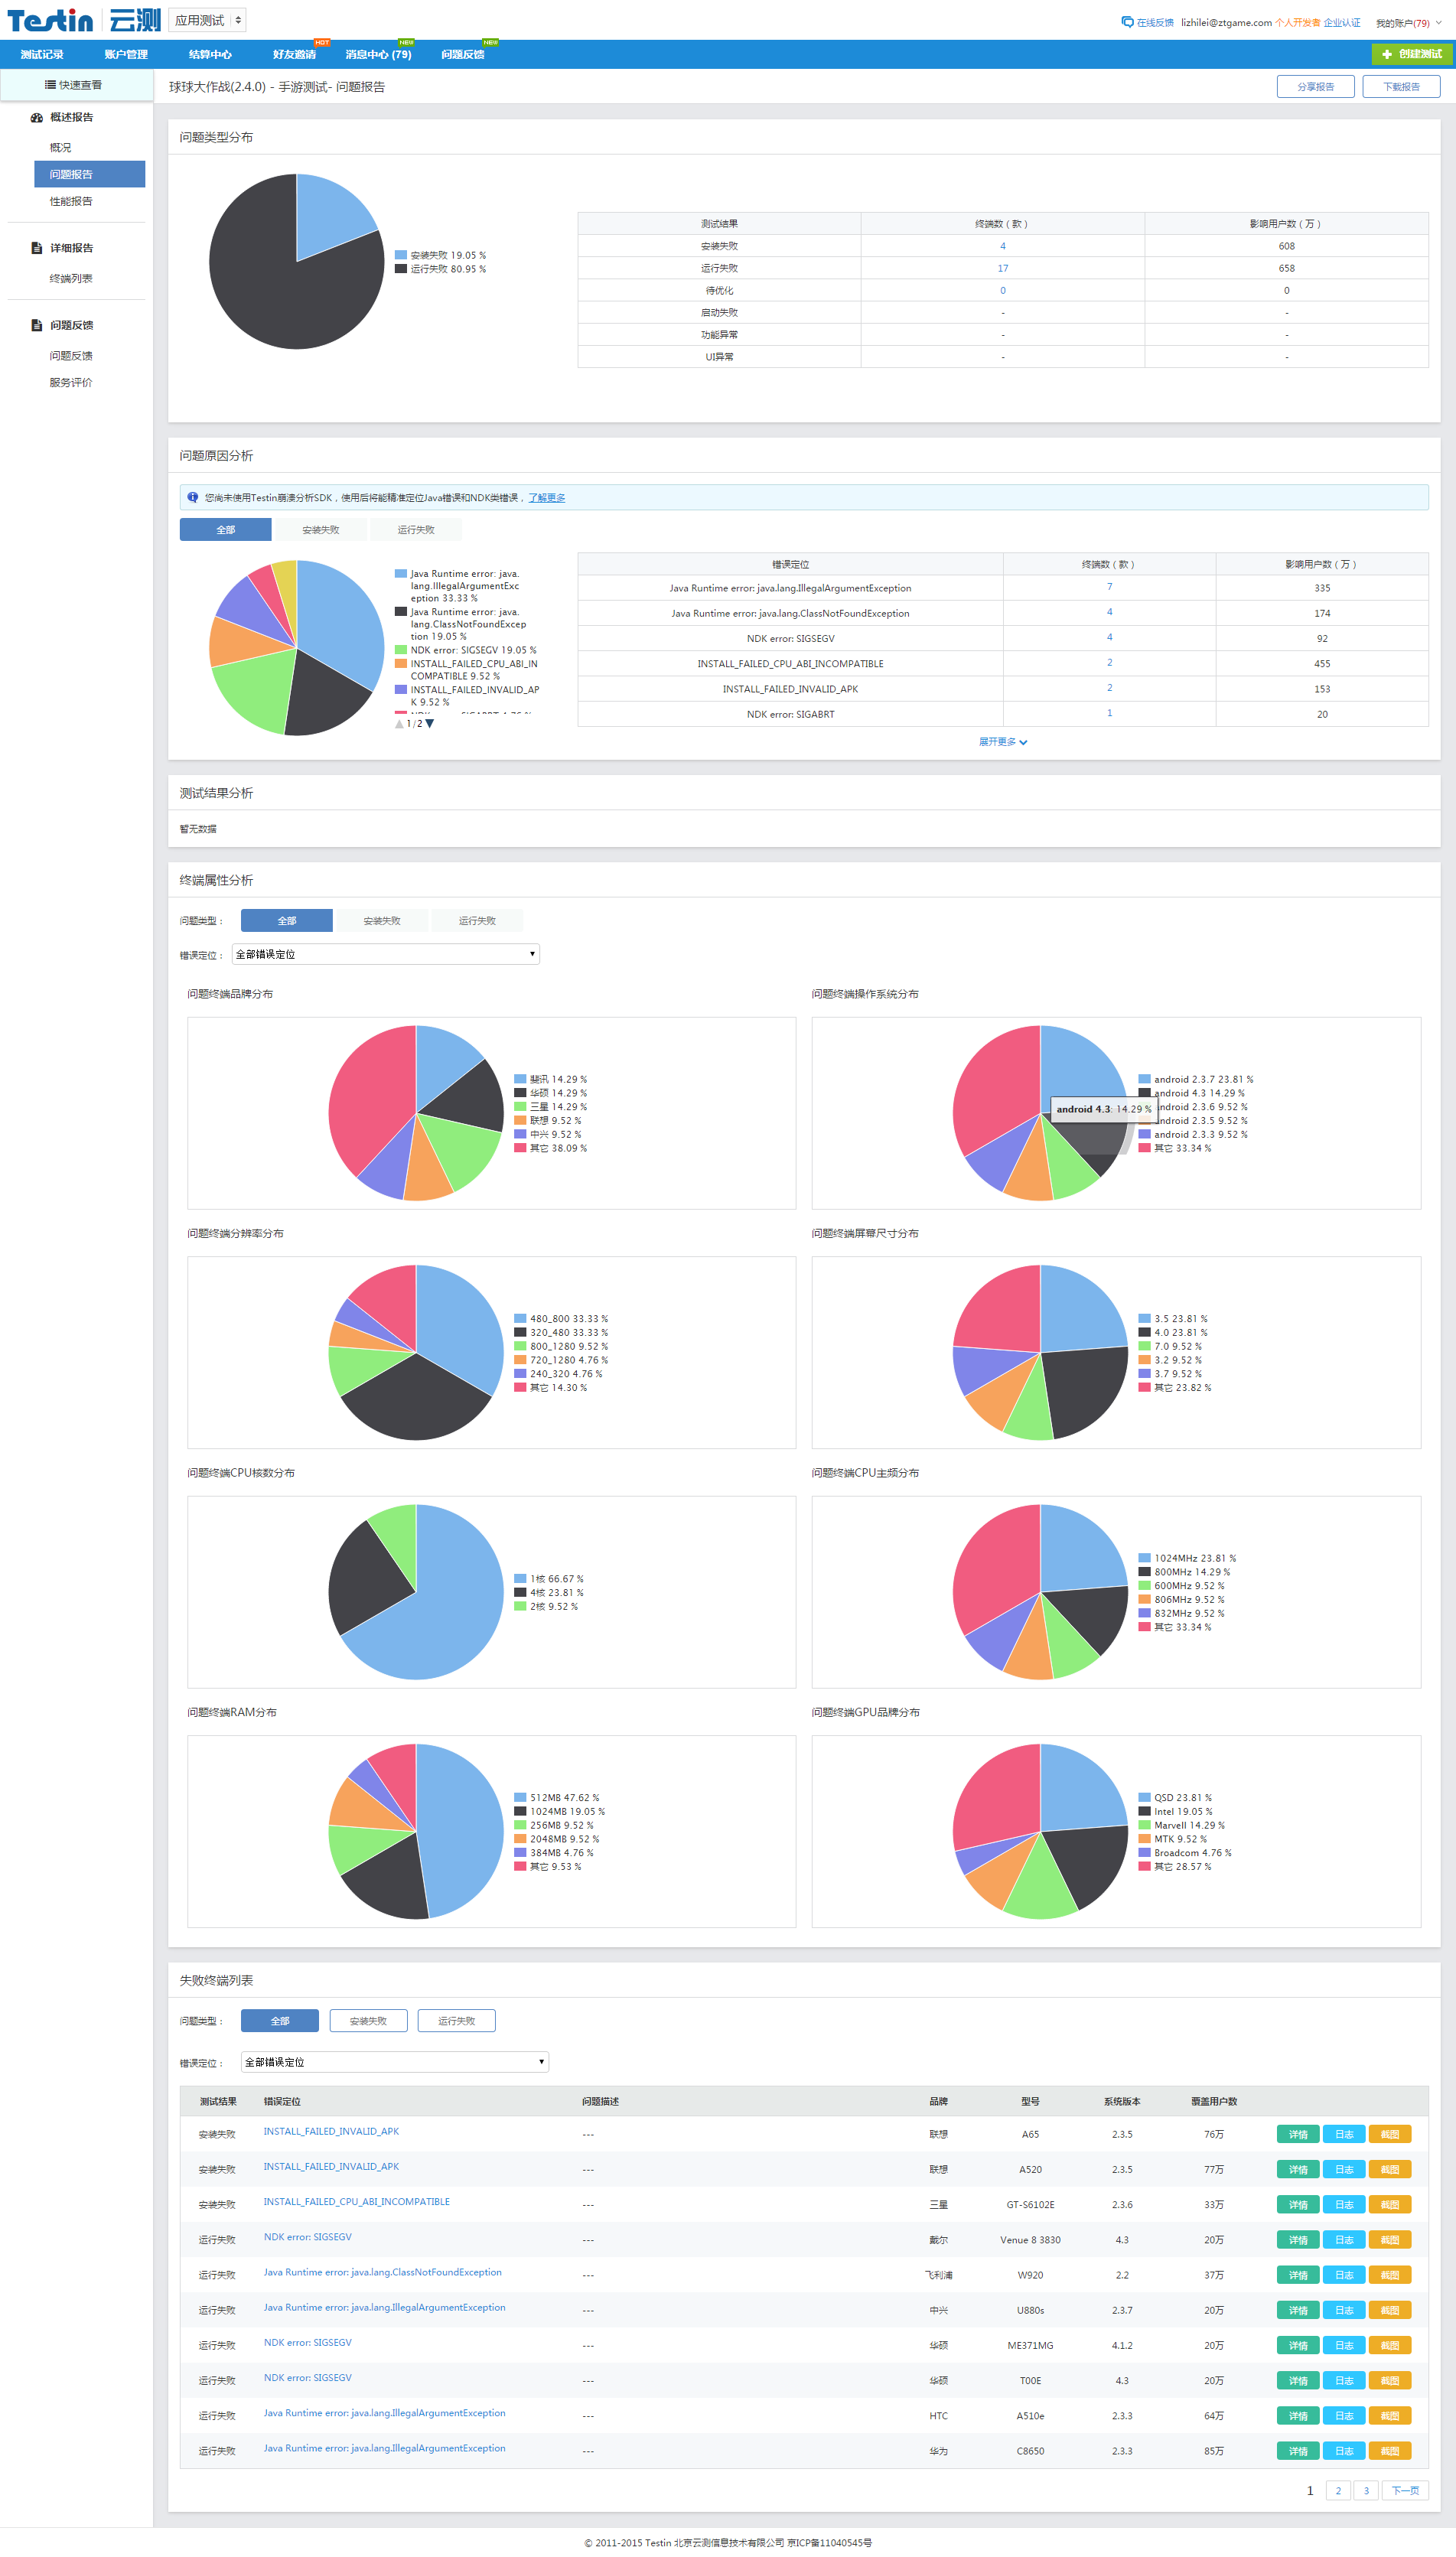 Testin 云测 应用测试
在线反馈 lizhilei@ztgame.com 个人开发者 企业认证 我的账户(79)
测试记录 账户管理 结算中心 好友邀请 HOT 消息中心 (79) NEW 问题反馈 NEW 创建测试
快速查看
球球大作战(2.4.0) - 手游测试- 问题报告
分享报告 下载报告
概述报告
概况
问题报告
性能报告
详细报告
终端列表
问题反馈
问题反馈
服务评价
问题类型分布
安装失败 19.05 %
运行失败 80.95 %
测试结果 终端数（款） 影响用户数（万）
安装失败 4 608
运行失败 17 658
待优化 0 0
启动失败 - -
功能异常 - -
UI异常 - -
问题原因分析
您尚未使用Testin崩溃分析SDK，使用后将能精准定位Java错误和NDK类错误， 了解更多
全部 安装失败 运行失败
Java Runtime error: java.
lang.IllegalArgumentExc
eption 33.33 %
Java Runtime error: java.
lang.ClassNotFoundExcep
tion 19.05 %
NDK error: SIGSEGV 19.05 %
INSTALL_FAILED_CPU_ABI_IN
COMPATIBLE 9.52 %
INSTALL_FAILED_INVALID_AP
K 9.52 %
1/2
错误定位 终端数（款） 影响用户数（万）
Java Runtime error: java.lang.IllegalArgumentException 7 335
Java Runtime error: java.lang.ClassNotFoundException 4 174
NDK error: SIGSEGV 4 92
INSTALL_FAILED_CPU_ABI_INCOMPATIBLE 2 455
INSTALL_FAILED_INVALID_APK 2 153
NDK error: SIGABRT 1 20
展开更多
测试结果分析
暂无数据
终端属性分析
问题类型： 全部 安装失败 运行失败
错误定位： 全部错误定位
问题终端品牌分布
斐讯 14.29 %
华硕 14.29 %
三星 14.29 %
联想 9.52 %
中兴 9.52 %
其它 38.09 %
问题终端操作系统分布
android 2.3.7 23.81 %
android 4.3 14.29 %
android 2.3.6 9.52 %
android 2.3.5 9.52 %
android 2.3.3 9.52 %
其它 33.34 %
android 4.3: 14.29 %
问题终端分辨率分布
480_800 33.33 %
320_480 33.33 %
800_1280 9.52 %
720_1280 4.76 %
240_320 4.76 %
其它 14.30 %
问题终端屏幕尺寸分布
3.5 23.81 %
4.0 23.81 %
7.0 9.52 %
3.2 9.52 %
3.7 9.52 %
其它 23.82 %
问题终端CPU核数分布
1核 66.67 %
4核 23.81 %
2核 9.52 %
问题终端CPU主频分布
1024MHz 23.81 %
800MHz 14.29 %
600MHz 9.52 %
806MHz 9.52 %
832MHz 9.52 %
其它 33.34 %
问题终端RAM分布
512MB 47.62 %
1024MB 19.05 %
256MB 9.52 %
2048MB 9.52 %
384MB 4.76 %
其它 9.53 %
问题终端GPU品牌分布
QSD 23.81 %
Intel 19.05 %
Marvell 14.29 %
MTK 9.52 %
Broadcom 4.76 %
其它 28.57 %
失败终端列表
问题类型： 全部 安装失败 运行失败
错误定位： 全部错误定位
测试结果 错误定位 问题描述 品牌 型号 系统版本 覆盖用户数
安装失败 INSTALL_FAILED_INVALID_APK --- 联想 A65 2.3.5 76万 详情 日志 截图
安装失败 INSTALL_FAILED_INVALID_APK --- 联想 A520 2.3.5 77万 详情 日志 截图
安装失败 INSTALL_FAILED_CPU_ABI_INCOMPATIBLE --- 三星 GT-S6102E 2.3.6 33万 详情 日志 截图
运行失败 NDK error: SIGSEGV --- 戴尔 Venue 8 3830 4.3 20万 详情 日志 截图
运行失败 Java Runtime error: java.lang.ClassNotFoundException --- 飞利浦 W920 2.2 37万 详情 日志 截图
运行失败 Java Runtime error: java.lang.IllegalArgumentException --- 中兴 U880s 2.3.7 20万 详情 日志 截图
运行失败 NDK error: SIGSEGV --- 华硕 ME371MG 4.1.2 20万 详情 日志 截图
运行失败 NDK error: SIGSEGV --- 华硕 T00E 4.3 20万 详情 日志 截图
运行失败 Java Runtime error: java.lang.IllegalArgumentException --- HTC A510e 2.3.3 64万 详情 日志 截图
运行失败 Java Runtime error: java.lang.IllegalArgumentException --- 华为 C8650 2.3.3 85万 详情 日志 截图
1 2 3 下一页
© 2011-2015 Testin 北京云测信息技术有限公司 京ICP备11040545号